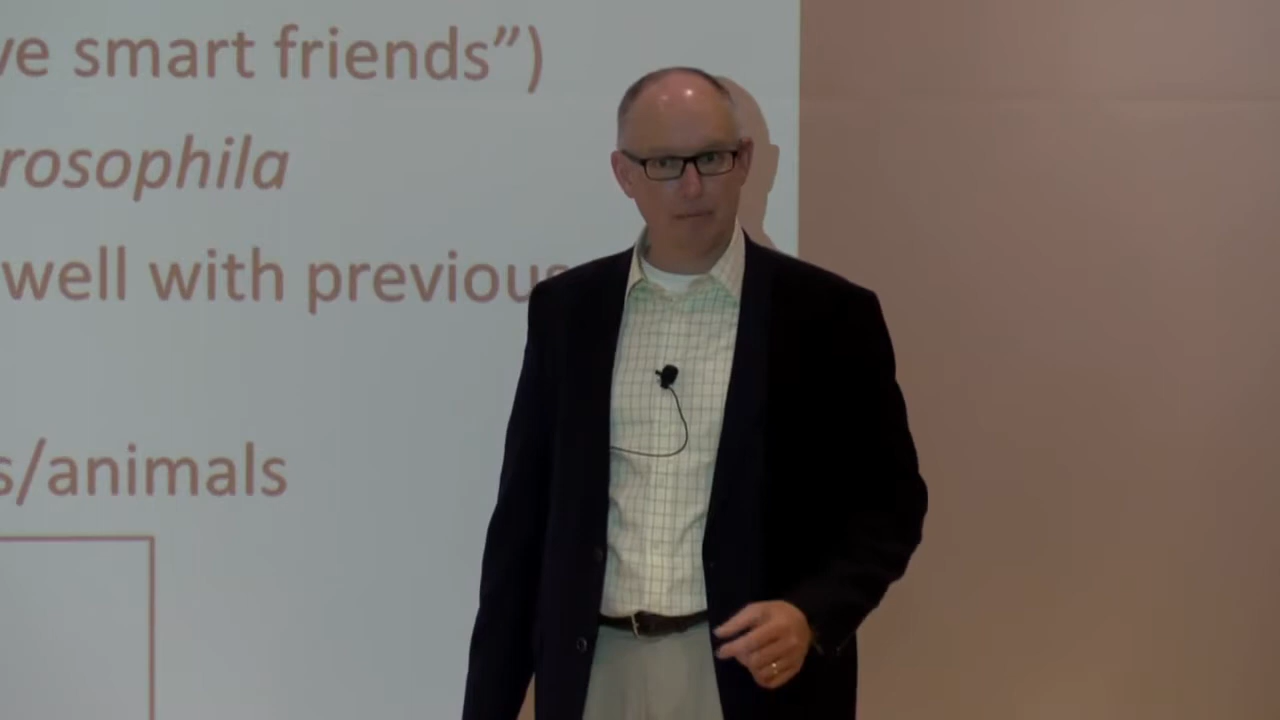 ve smart friends”)
rosophila
well with previous
s/animals